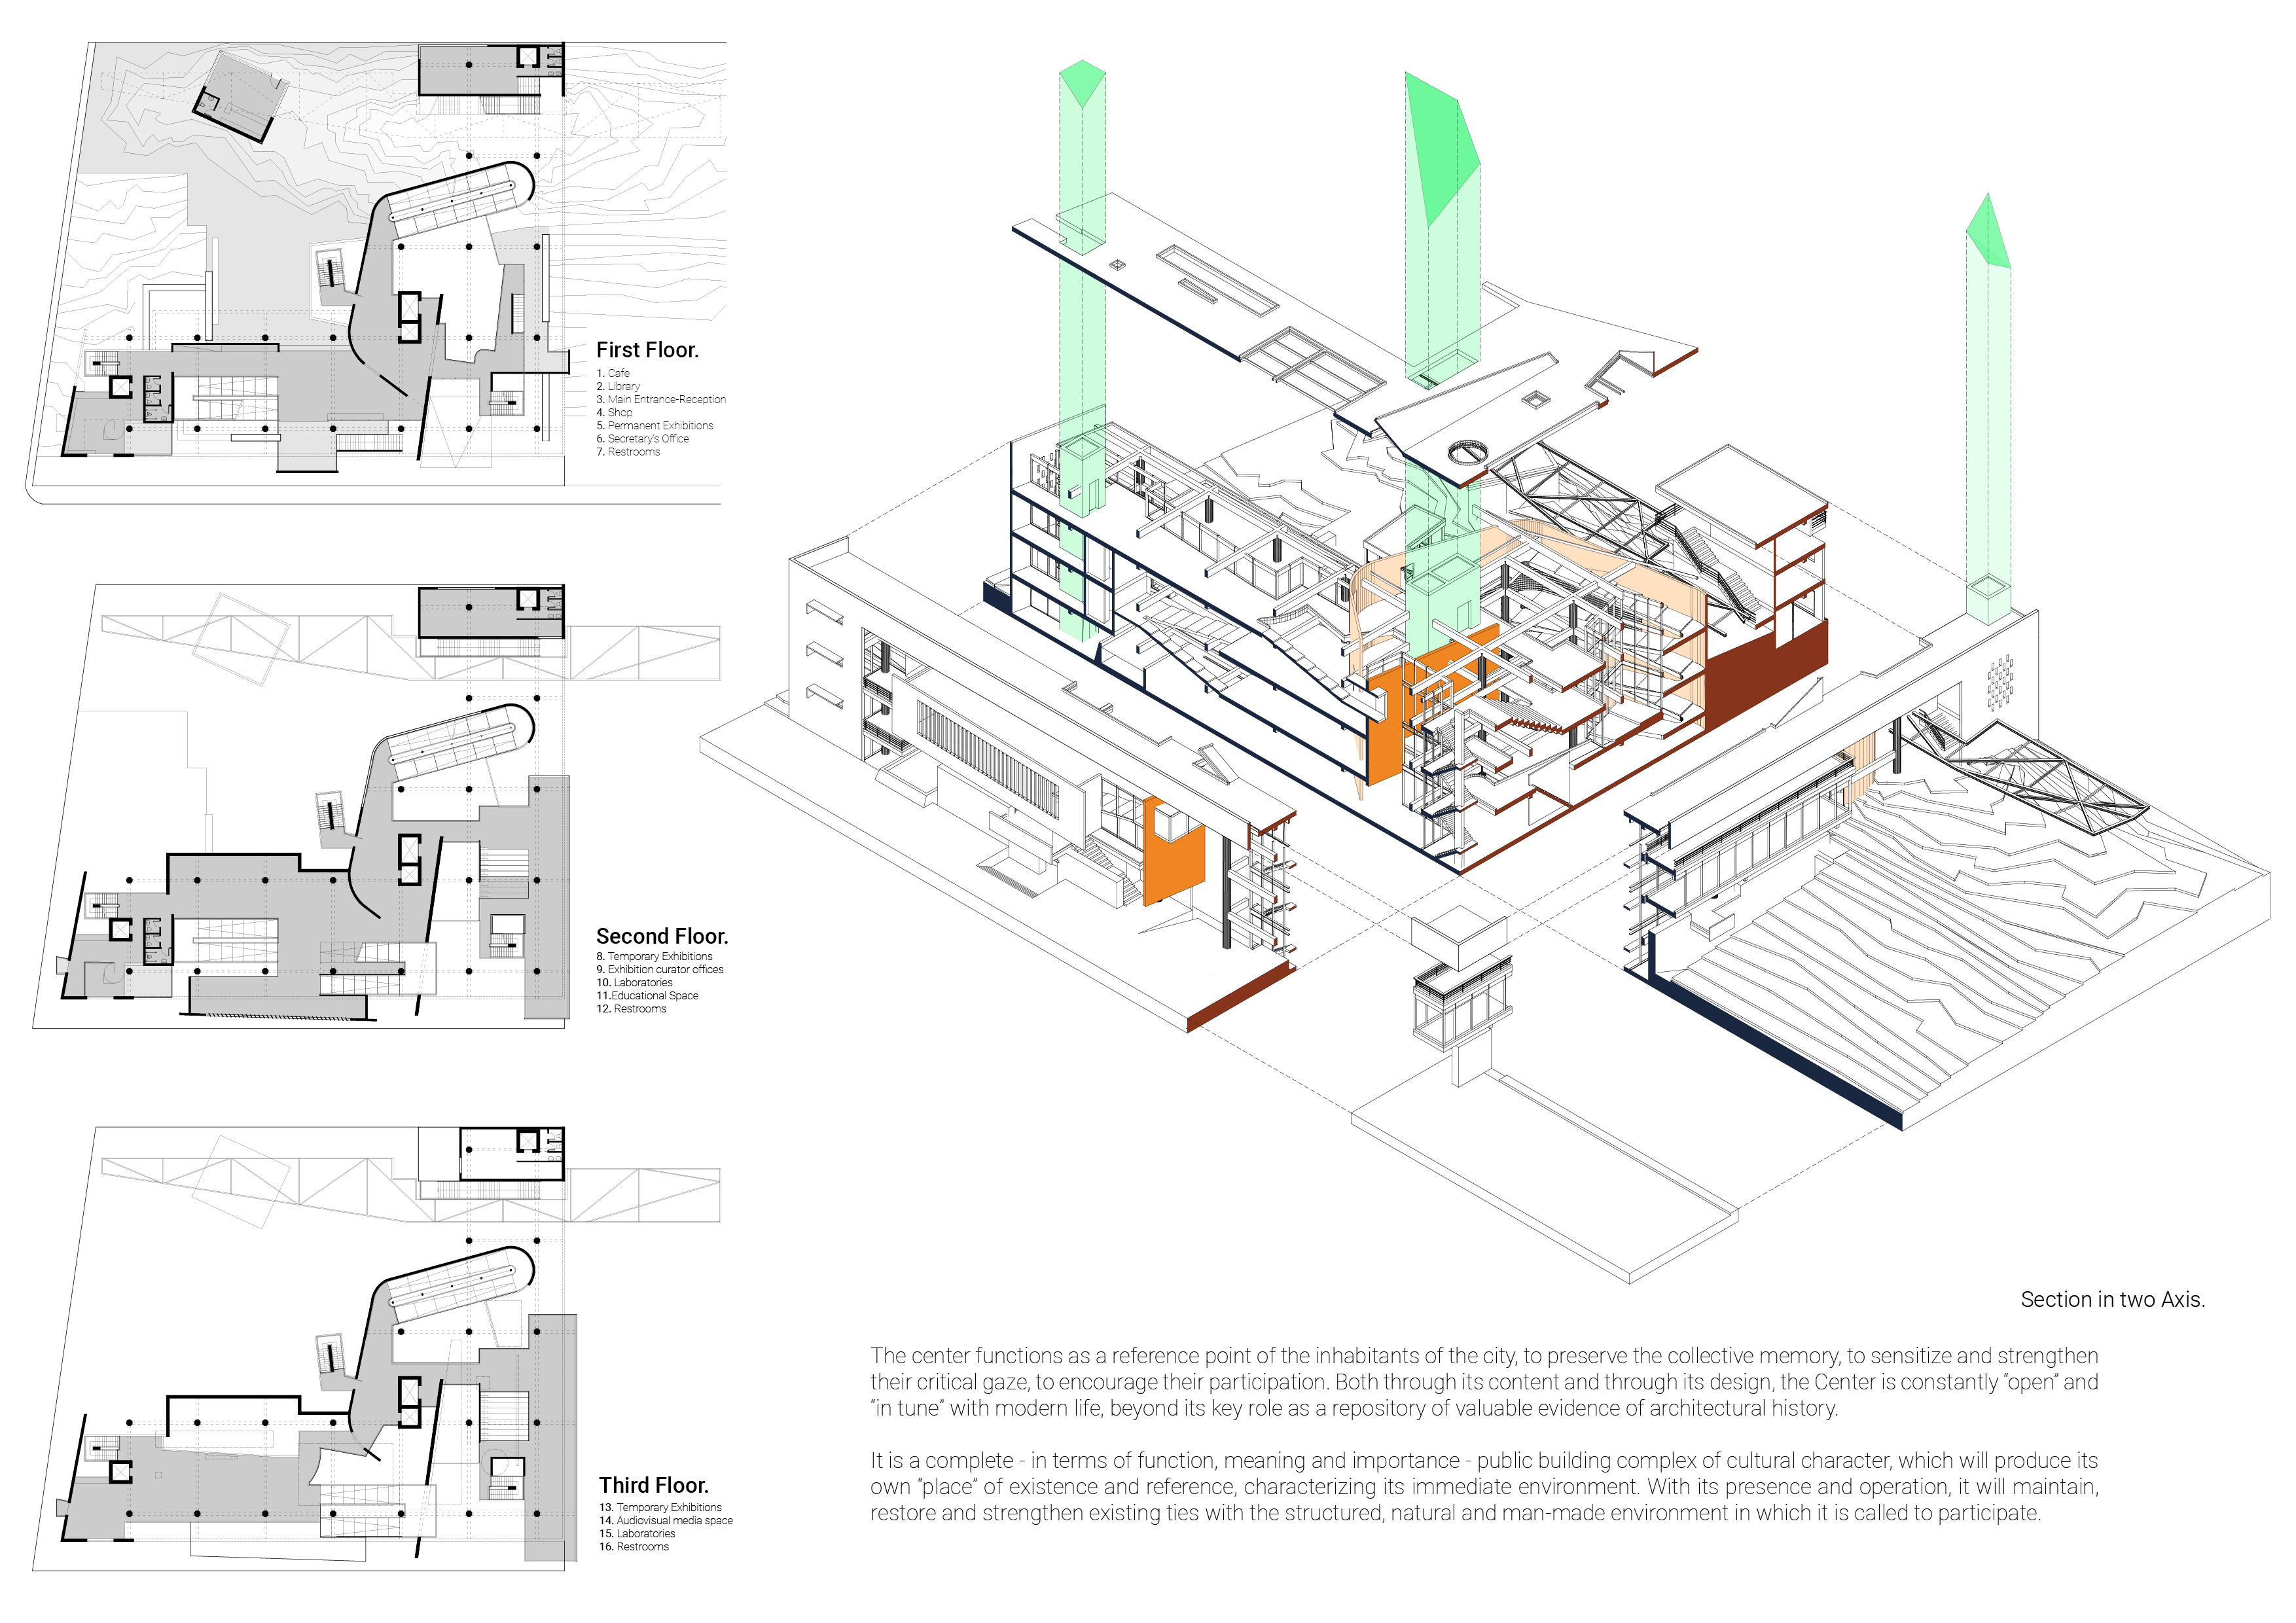 First Floor.
1. Cafe
2. Library
3. Main Entrance-Reception
4. Shop
5. Permanent Exhibitions
6. Secretary's Office
7. Restrooms
Second Floor.
8. Temporary Exhibitions
9. Exhibition curator offices
10. Laboratories
11.Educational Space
12. Restrooms
Third Floor.
13. Temporary Exhibitions
14. Audiovisual media space
15. Laboratories
16. Restrooms
Section in two Axis.
The center functions as a reference point of the inhabitants of the city, to preserve the collective memory, to sensitize and strengthen
their critical gaze, to encourage their participation. Both through its content and through its design, the Center is constantly "open" and
"in tune" with modern life, beyond its key role as a repository of valuable evidence of architectural history.
It is a complete - in terms of function, meaning and importance - public building complex of cultural character, which will produce its
own "place" of existence and reference, characterizing its immediate environment. With its presence and operation, it will maintain,
restore and strengthen existing ties with the structured, natural and man-made environment in which it is called to participate.